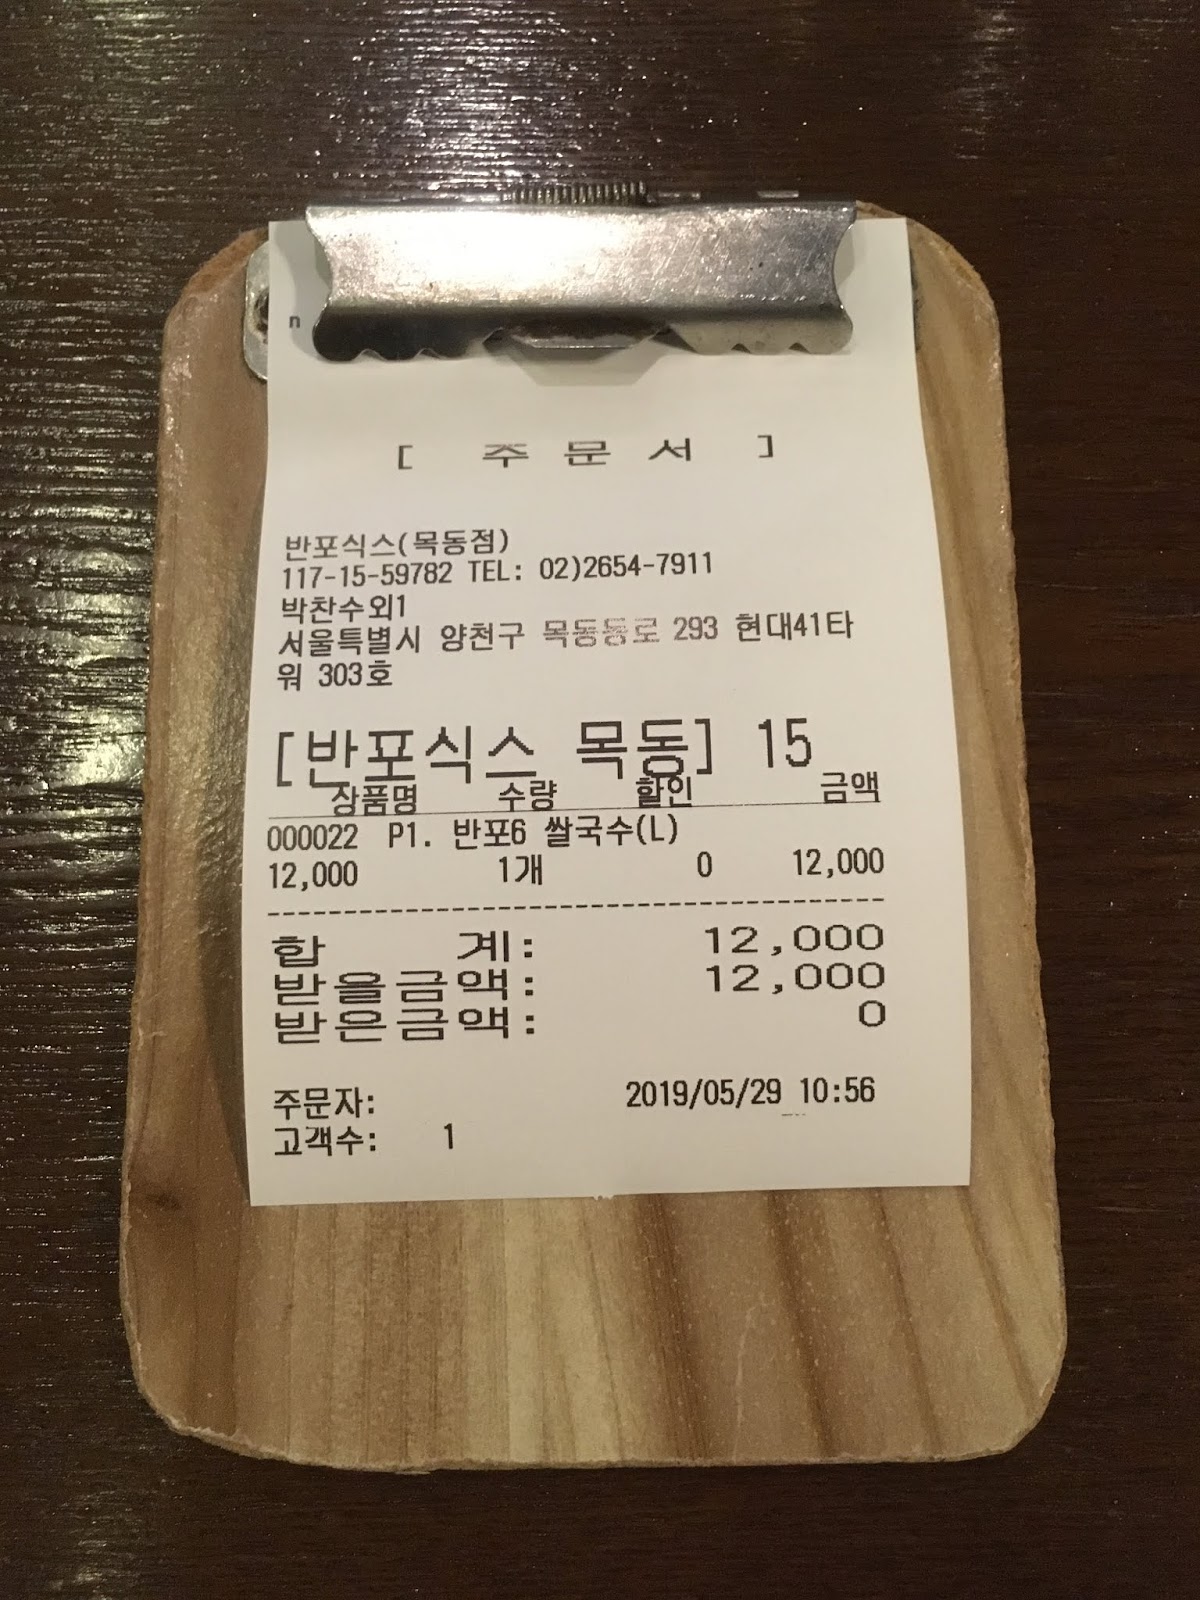 n
[ 주 문 서 ]
반포식스(목동점)
117-15-59782 TEL: 02)2654-7911
박찬수외1
서울특별시 양천구 목동동로 293 현대41타
워 303호
[반포식스 목동] 15
장품명 수량 할인 금액
000022 P1. 반포6 쌀국수(L)
12,000 1개 0 12,000
합 계: 12,000
받을금액: 12,000
받은금액: 0
주문자: 2019/05/29 10:56
고객수: 1